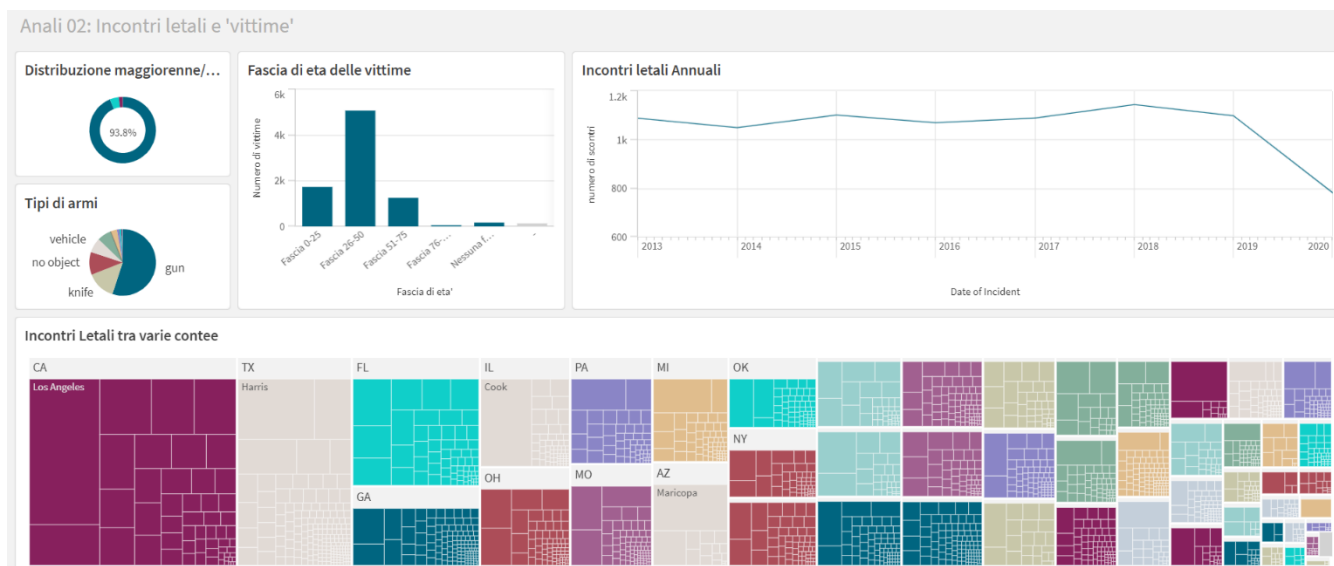 Anali 02: Incontri letali e 'vittime'
Distribuzione maggiorenne/...
93.8%
Tipi di armi
vehicle
no object
knife
gun
Fascia di eta delle vittime
Numero di vittime
6k
4k
2k
0
Fascia 0-25
Fascia 26-50
Fascia 51-75
Fascia 76-...
Nessuna f...
-
Fascia di eta'
Incontri letali Annuali
numero di scontri
1.2k
1k
800
600
2013
2014
2015
2016
2017
2018
2019
2020
Date of Incident
Incontri Letali tra varie contee
CA
Los Angeles
TX
Harris
FL
GA
IL
Cook
OH
PA
MO
MI
AZ
Maricopa
OK
NY